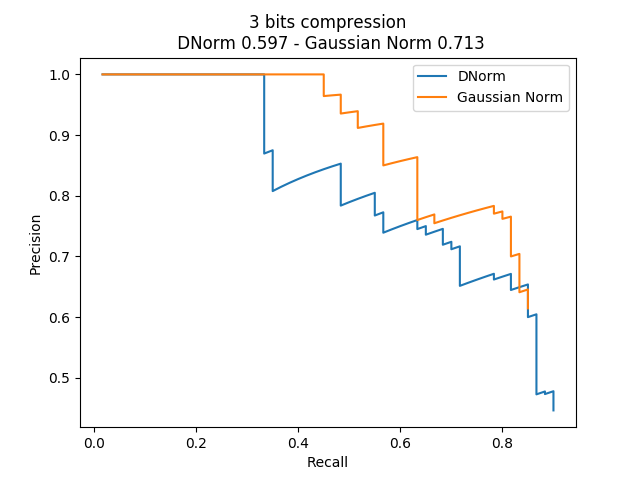 3 bits compression
DNorm 0.597 - Gaussian Norm 0.713
DNorm
Gaussian Norm
1.0
0.9
0.8
0.7
0.6
0.5
Precision
0.0
0.2
0.4
0.6
0.8
Recall